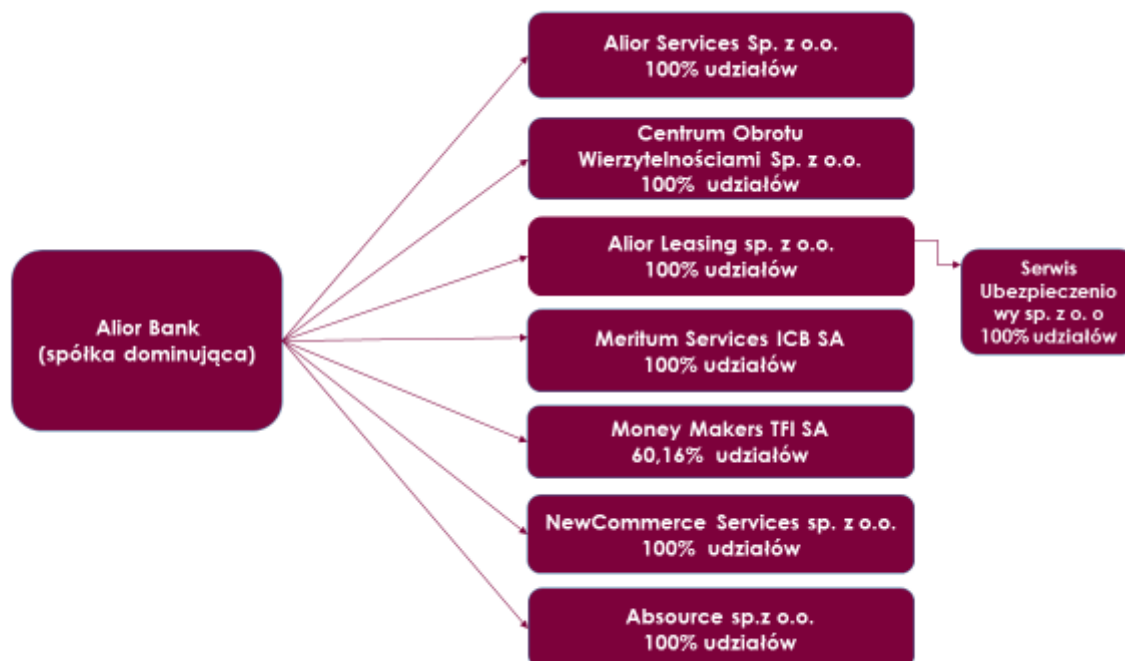 Alior Services Sp. z o.o.
100% udziałów
Centrum Obrotu
Wierzytelnościami Sp. z o.o.
100% udziałów
Alior Leasing sp. z o.o.
100% udziałów
Serwis
Ubezpieczenio
wy sp. z o. o
100% udziałów
Alior Bank
(spółka dominująca)
Meritum Services ICB SA
100% udziałów
Money Makers TFI SA
60,16% udziałów
NewCommerce Services sp. z o.o.
100% udziałów
Absource sp.z o.o.
100% udziałów